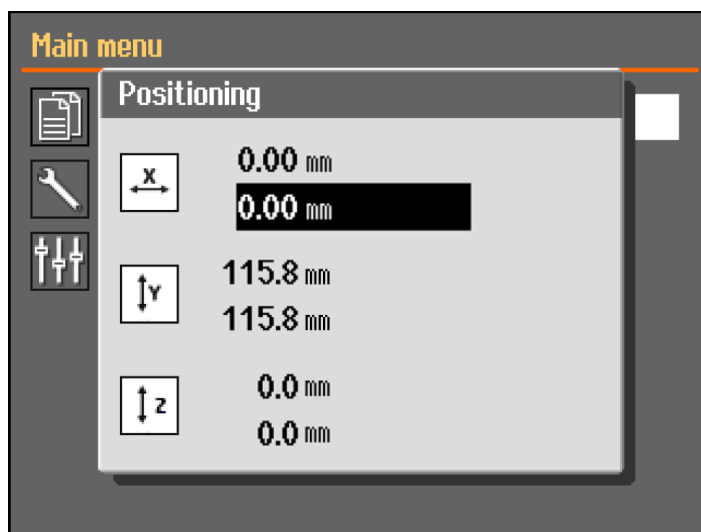 Main menu
Positioning
X
0.00 mm
0.00 mm
Y
115.8 mm
115.8 mm
Z
0.0 mm
0.0 mm